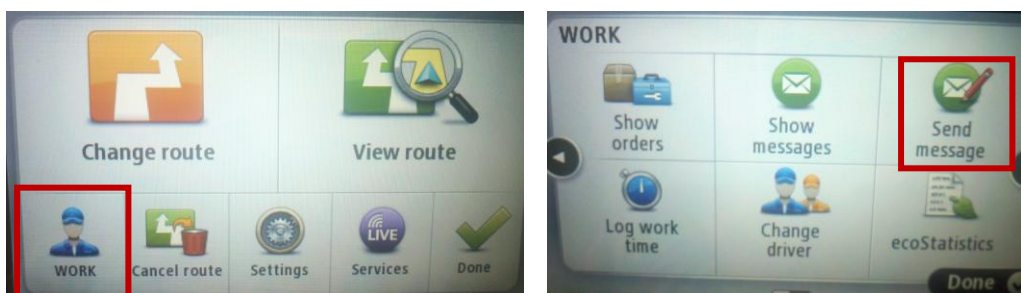 Change route
View route
WORK
Cancel route
Settings
LIVE
Services
Done
WORK
Show
orders
Show
messages
Send
message
Log work
time
Change
driver
ecoStatistics
Done